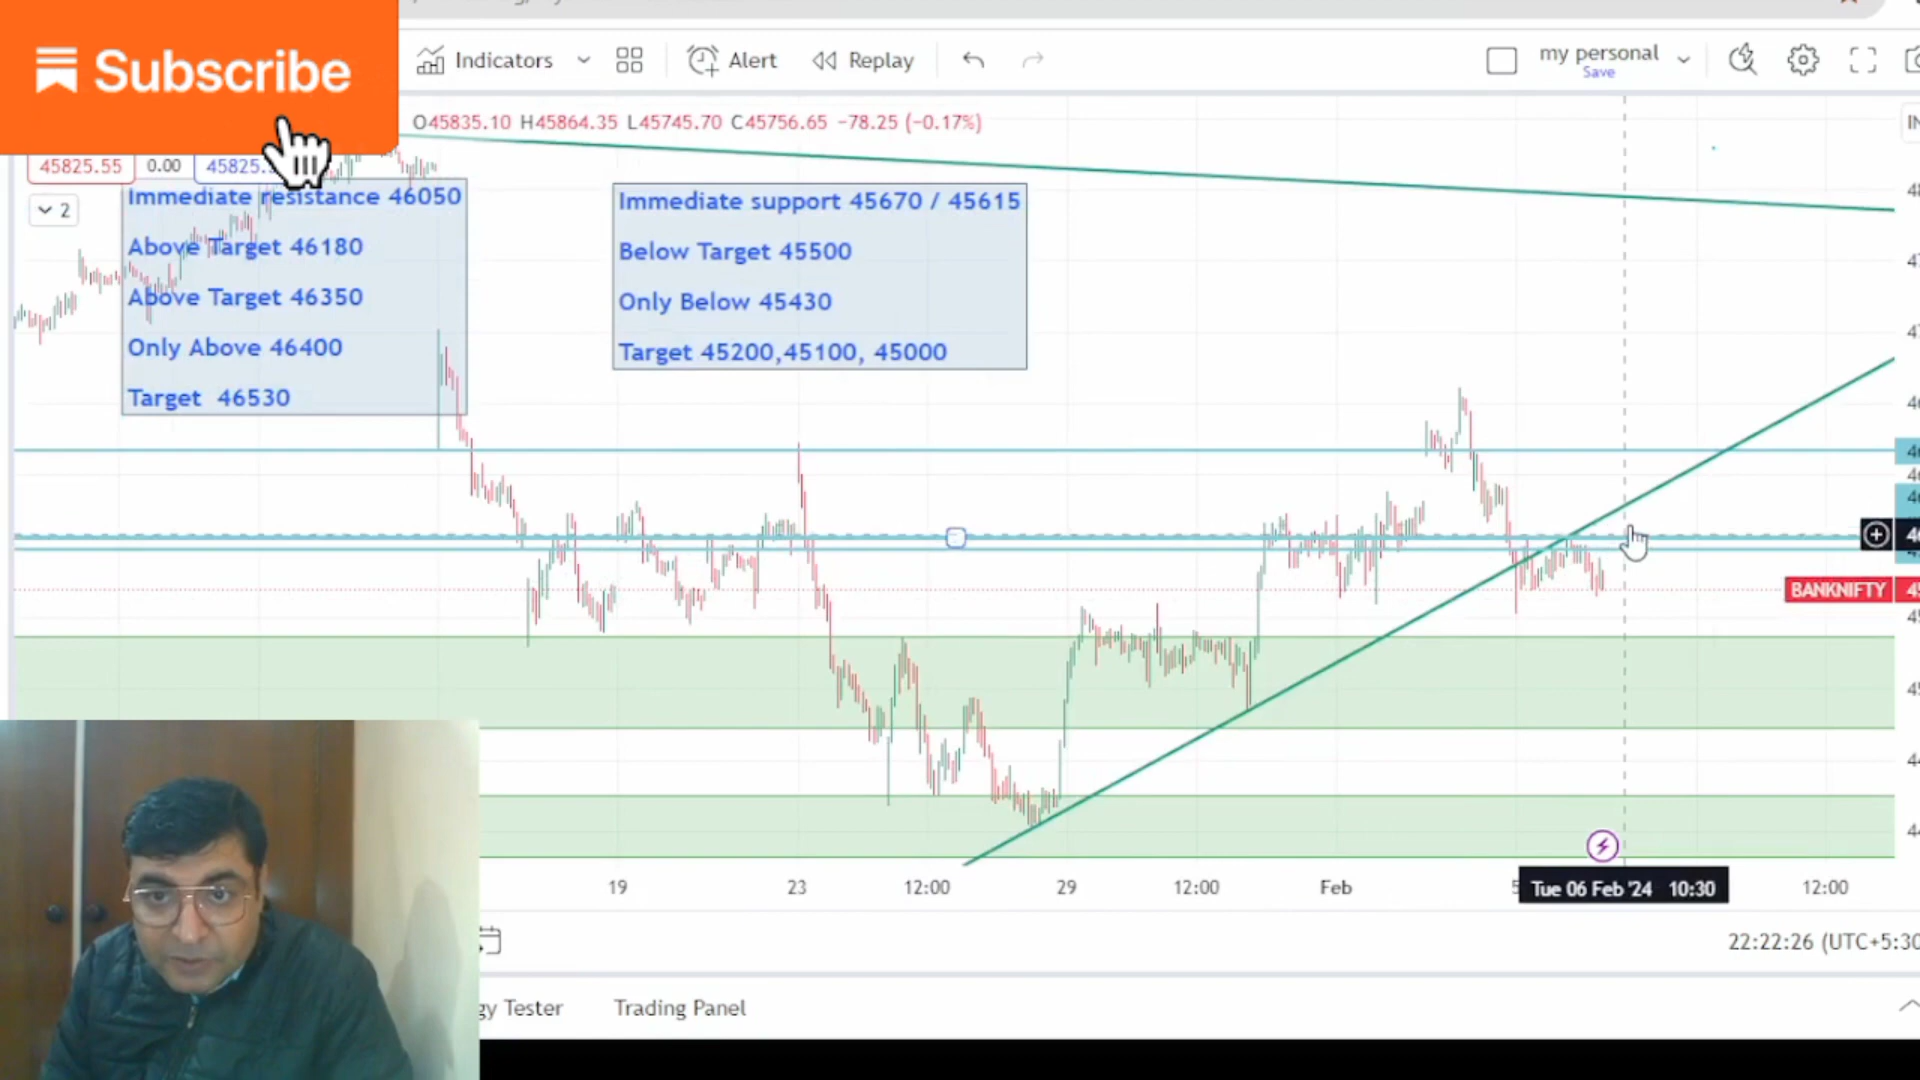 Subscribe
Indicators
Alert
Replay
my personal
Save
O45835.10 H45864.35 L45745.70 C45756.65 −78.25 (−0.17%)
45825.55
0.00
2
Immediate resistance 46050
Above Target 46180
Above Target 46350
Only Above 46400
Target 46530
Immediate support 45670 / 45615
Below Target 45500
Only Below 45430
Target 45200,45100, 45000
BANKNIFTY
19
23
12:00
29
12:00
Feb
Tue 06 Feb '24 10:30
12:00
22:22:26 (UTC+5:30
Tester
Trading Panel